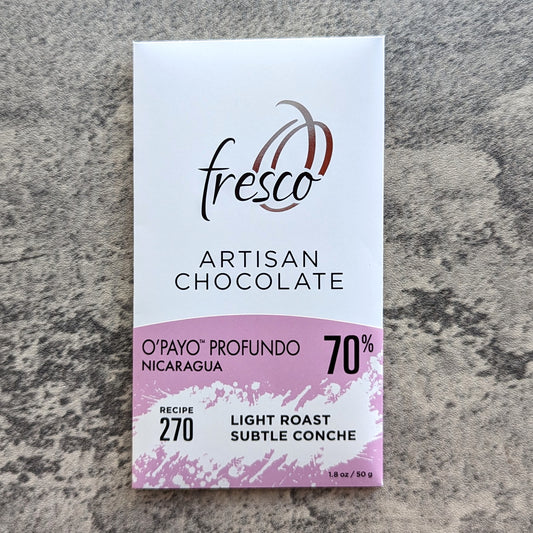 fresco
ARTISAN
CHOCOLATE
O'PAYO™ PROFUNDO
NICARAGUA
70%
RECIPE
270
LIGHT ROAST
SUBTLE CONCHE
1.8 oz / 50 g